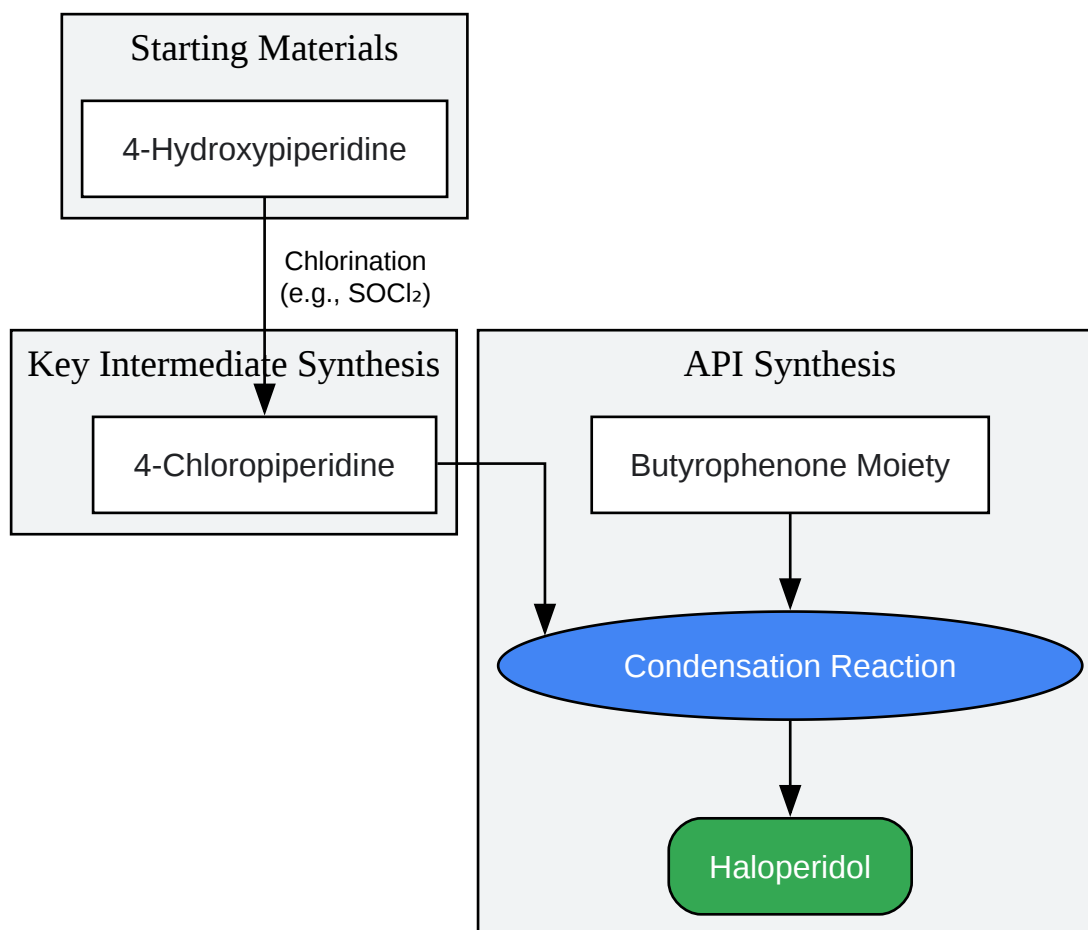 Starting Materials
4-Hydroxypiperidine
Chlorination
(e.g., SOCl₂)
Key Intermediate Synthesis
4-Chloropiperidine
API Synthesis
Butyrophenone Moiety
Condensation Reaction
Haloperidol